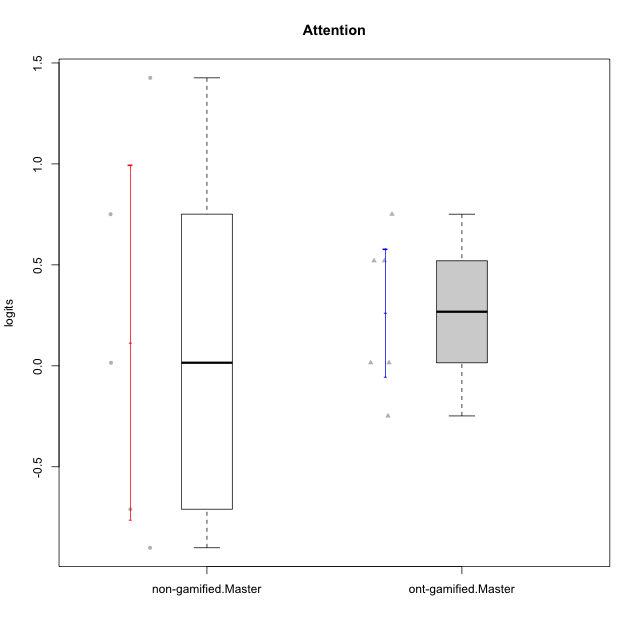 Attention
logits
1.5
1.0
0.5
0.0
-0.5
non-gamified.Master
ont-gamified.Master